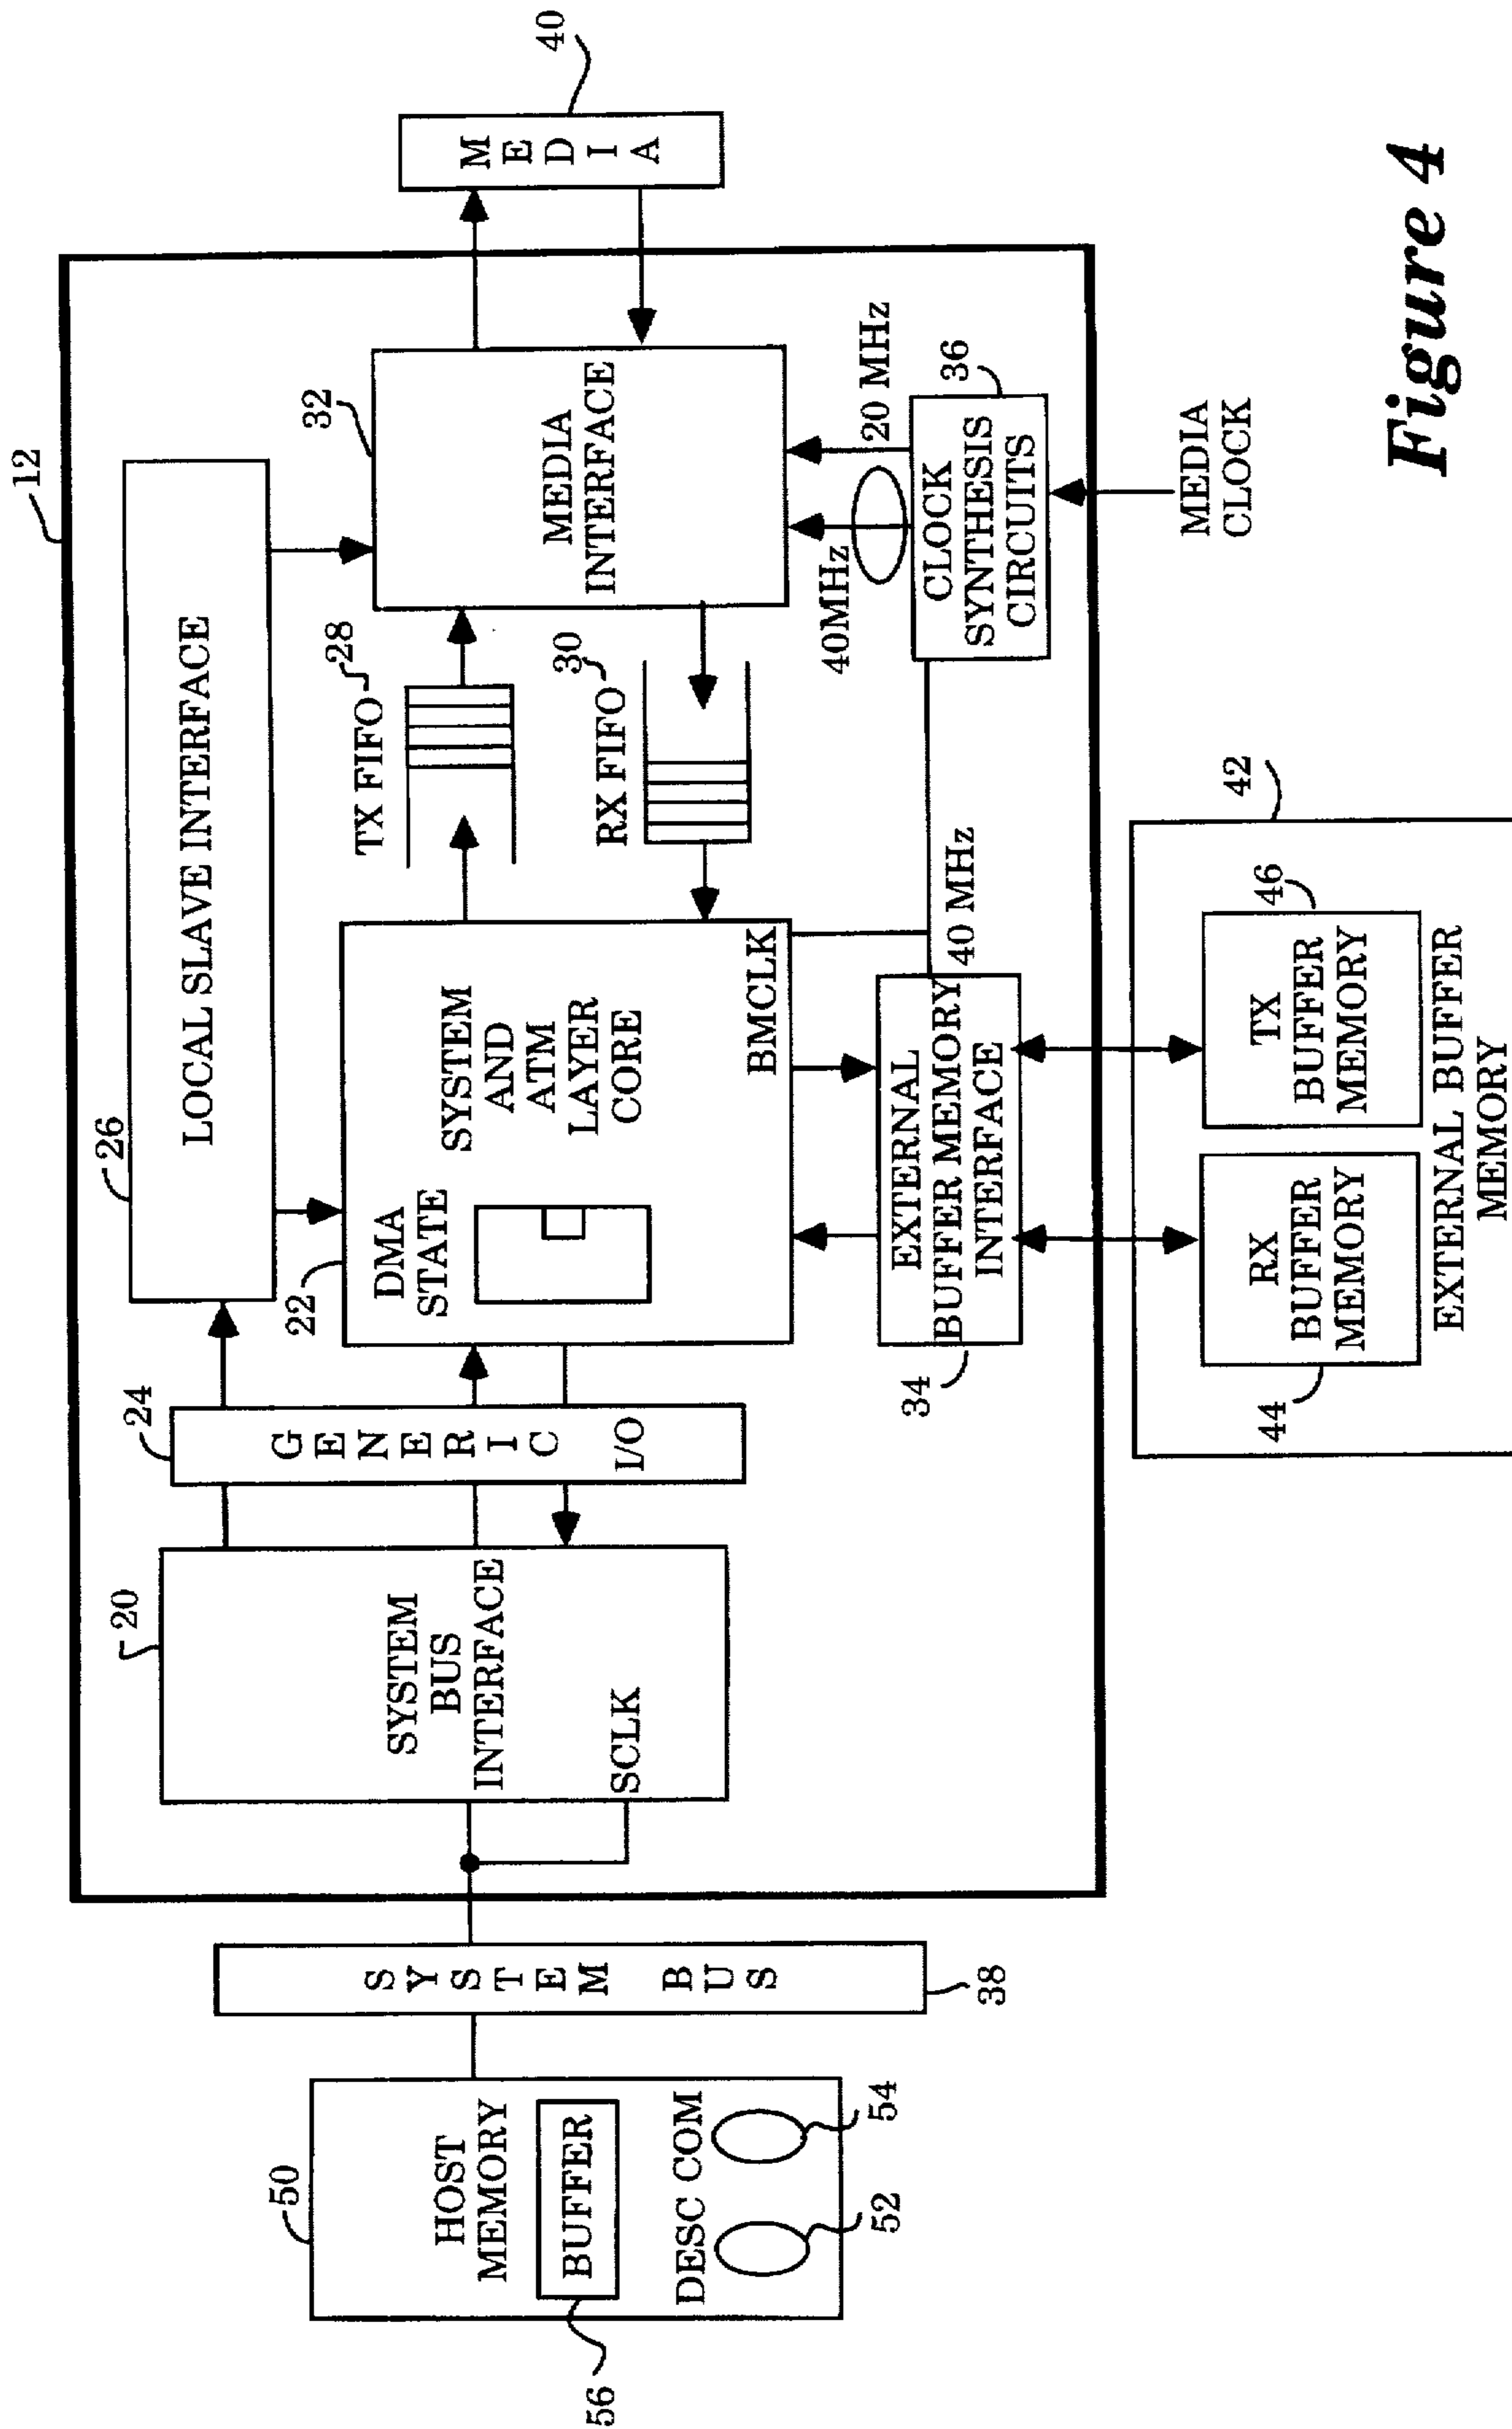 12
26
LOCAL SLAVE INTERFACE
20
SYSTEM
BUS
INTERFACE
SCLK
24
GENERIC
I/O
22
DMA
STATE
SYSTEM
AND
ATM
LAYER
CORE
BMCLK
TX FIFO
28
RX FIFO
30
32
MEDIA
INTERFACE
MEDIA
40
40MHz
20 MHz
CLOCK
SYNTHESIS
CIRCUITS
36
MEDIA
CLOCK
40 MHz
EXTERNAL
BUFFER MEMORY
INTERFACE
34
50
HOST
MEMORY
BUFFER
56
DESC COM
52
54
SYSTEM BUS
38
42
RX
BUFFER
MEMORY
44
TX
BUFFER
MEMORY
46
EXTERNAL BUFFER
MEMORY
Figure 4